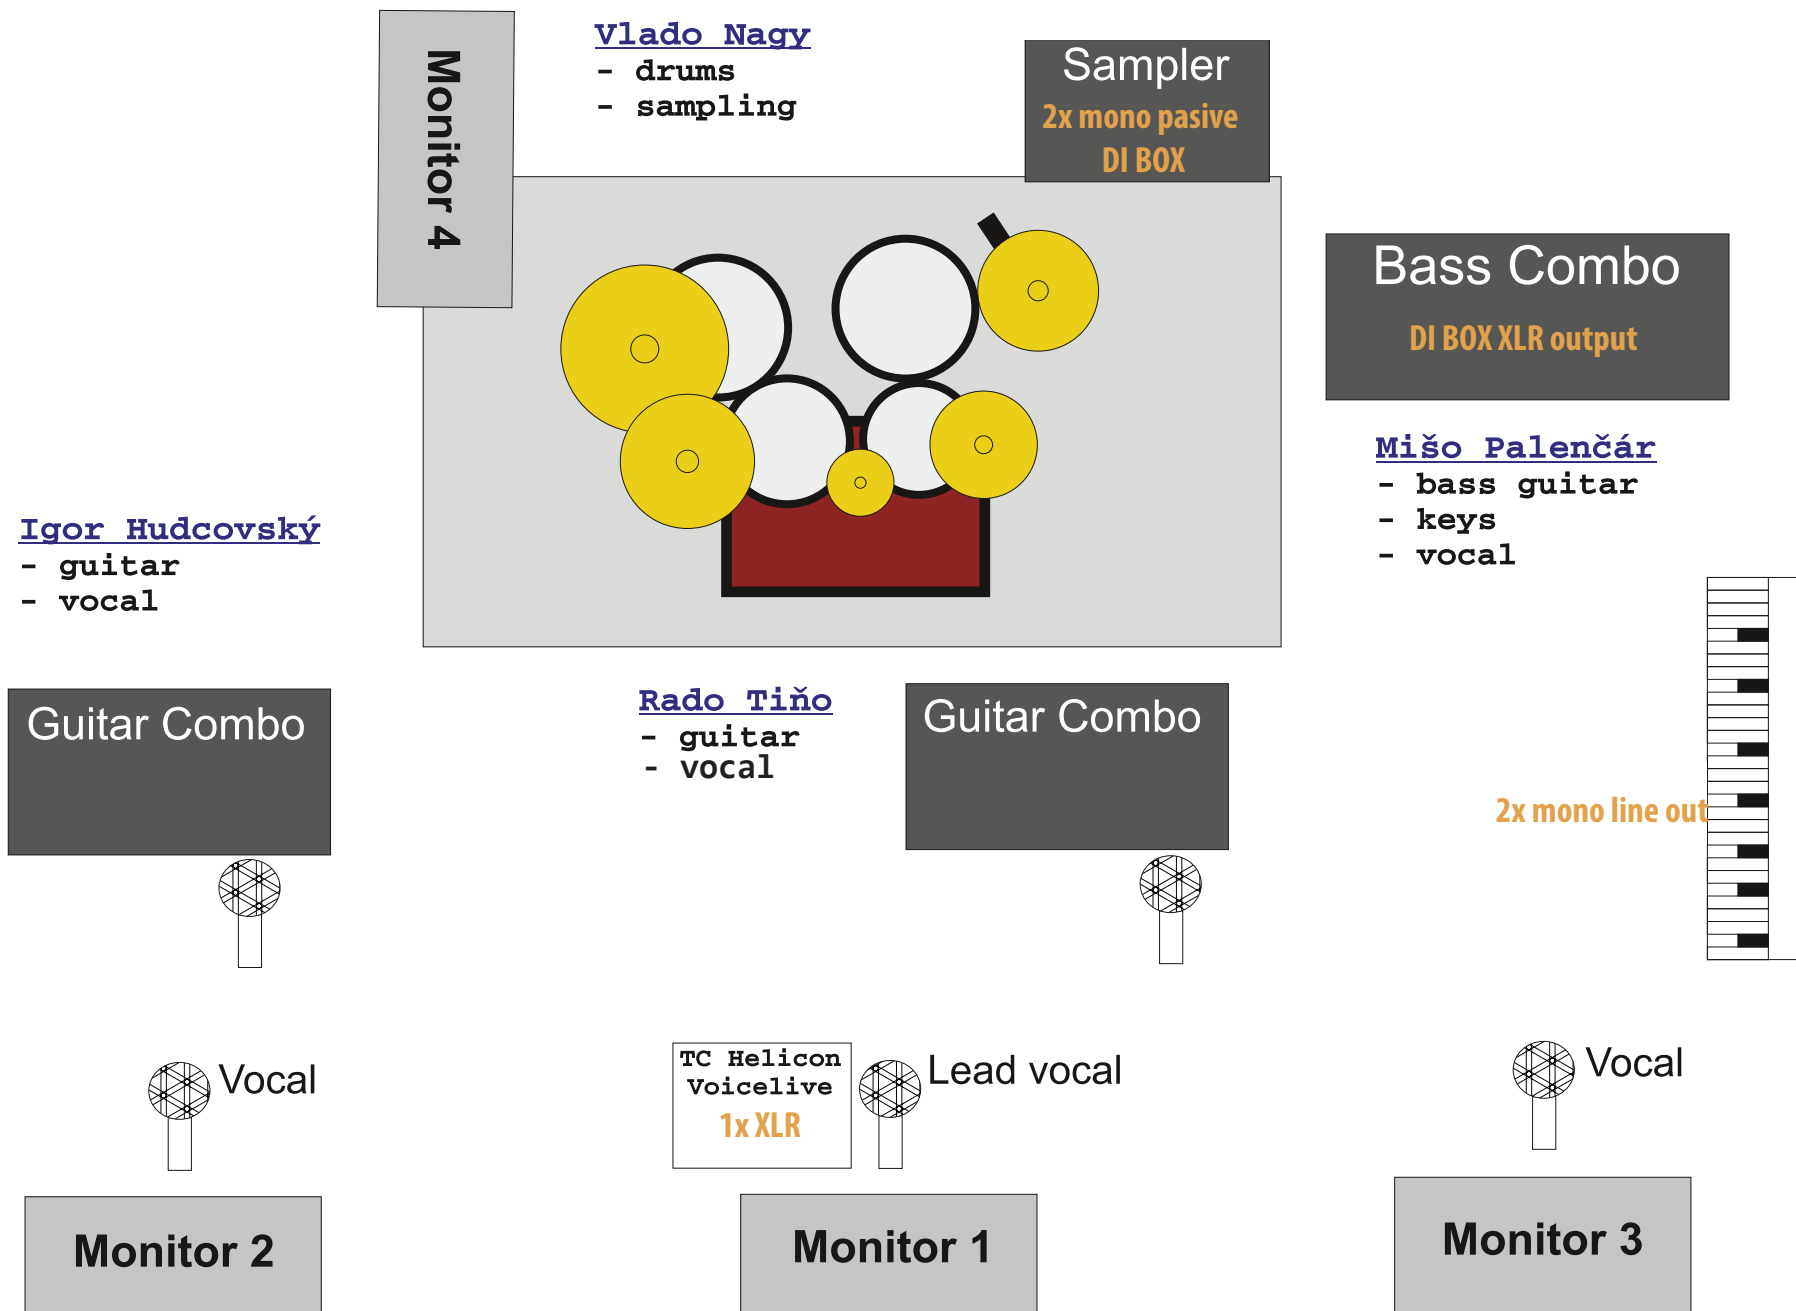 Monitor 4
Vlado Nagy
- drums
- sampling
Sampler
2x mono pasive
DI BOX
Bass Combo
DI BOX XLR output
Mišo Palenčár
- bass guitar
- keys
- vocal
Igor Hudcovský
- guitar
- vocal
Guitar Combo
Rado Tiňo
- guitar
- vocal
Guitar Combo
2x mono line out
Vocal
TC Helicon
Voicelive
1x XLR
Lead vocal
Vocal
Monitor 2
Monitor 1
Monitor 3